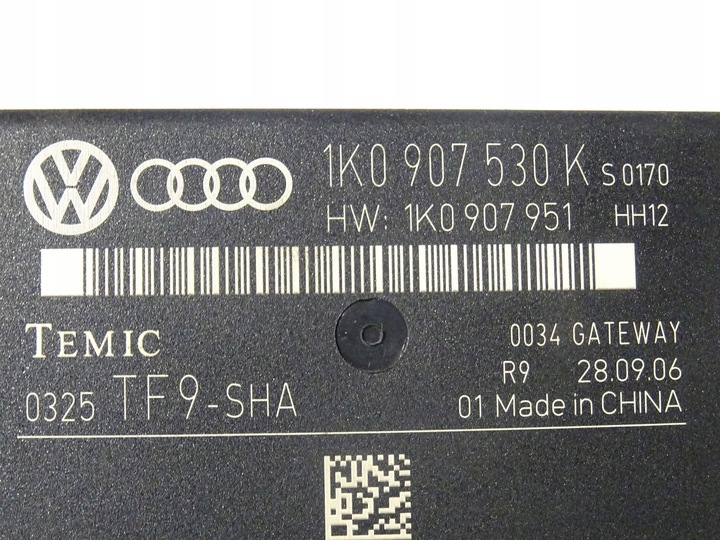 1K0 907 530 K S 0170
HW: 1K0 907 951 HH12
TEMIC
0034 GATEWAY
R9 28.09.06
0325 TF9-SHA
01 Made in CHINA